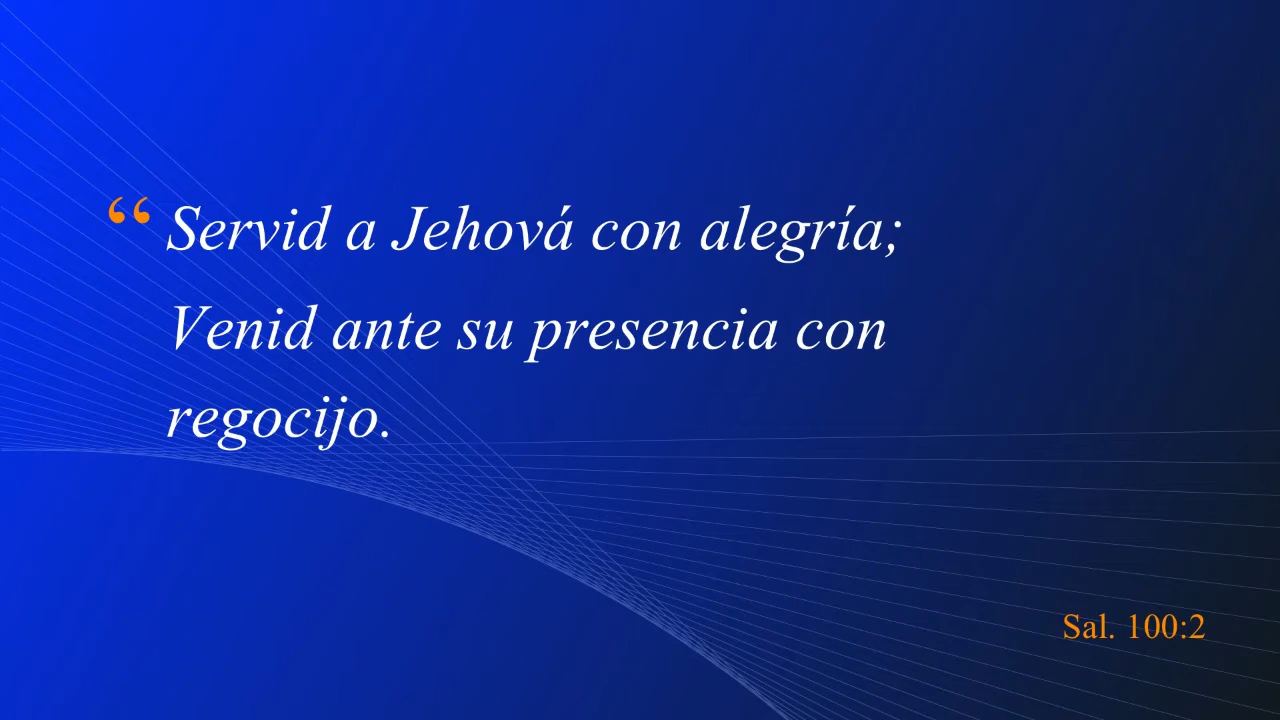 “Servid a Jehová con alegría;
Venid ante su presencia con
regocijo.
Sal. 100:2